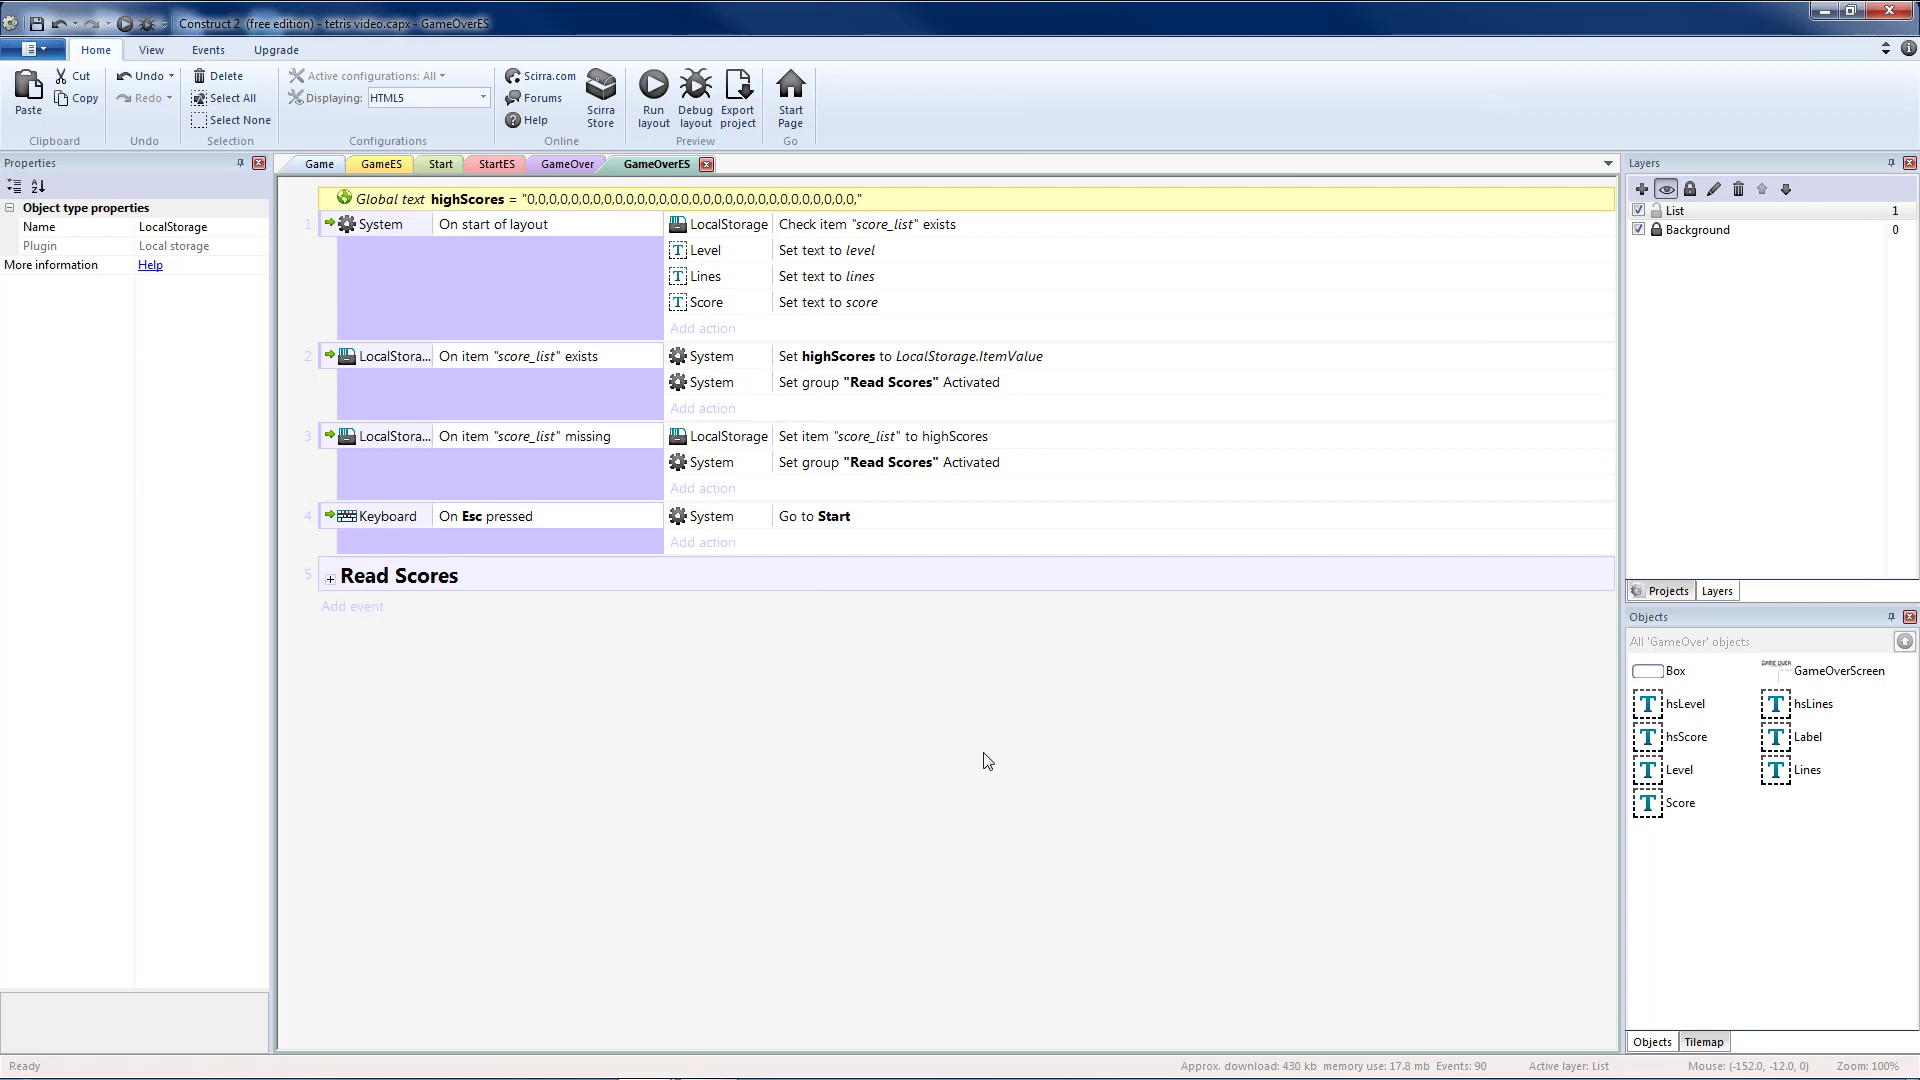 Construct 2 (free edition) - tetris video.capx - GameOverES
Home View Events Upgrade
Paste Cut Copy Clipboard
Undo Redo Undo
Delete Select All Select None Selection
Active configurations: All
Displaying: HTML5
Configurations
Scirra.com Forums Help Scirra Store Online
Run layout Debug layout Export project Preview
Start Page Go
Properties
Object type properties
Name LocalStorage
Plugin Local storage
More information Help
Game GameES Start StartES GameOver GameOverES
Global text highScores = "0,0,0,0,0,0,0,0,0,0,0,0,0,0,0,0,0,0,0,0,0,0,0,0,0,0,0,0,0,0,"
1 System On start of layout LocalStorage Check item "score_list" exists
Level Set text to level
Lines Set text to lines
Score Set text to score
Add action
2 LocalStora... On item "score_list" exists System Set highScores to LocalStorage.ItemValue
System Set group "Read Scores" Activated
Add action
3 LocalStora... On item "score_list" missing LocalStorage Set item "score_list" to highScores
System Set group "Read Scores" Activated
Add action
4 Keyboard On Esc pressed System Go to Start
Add action
5 Read Scores
Add event
Layers
List 1
Background 0
Projects Layers
Objects
All 'GameOver' objects
Box GAME OVER GameOverScreen
hsLevel hsLines
hsScore Label
Level Lines
Score
Objects Tilemap
Ready Approx. download: 430 kb memory use: 17.8 mb Events: 90 Active layer: List Mouse: (-152.0, -12.0, 0) Zoom: 100%